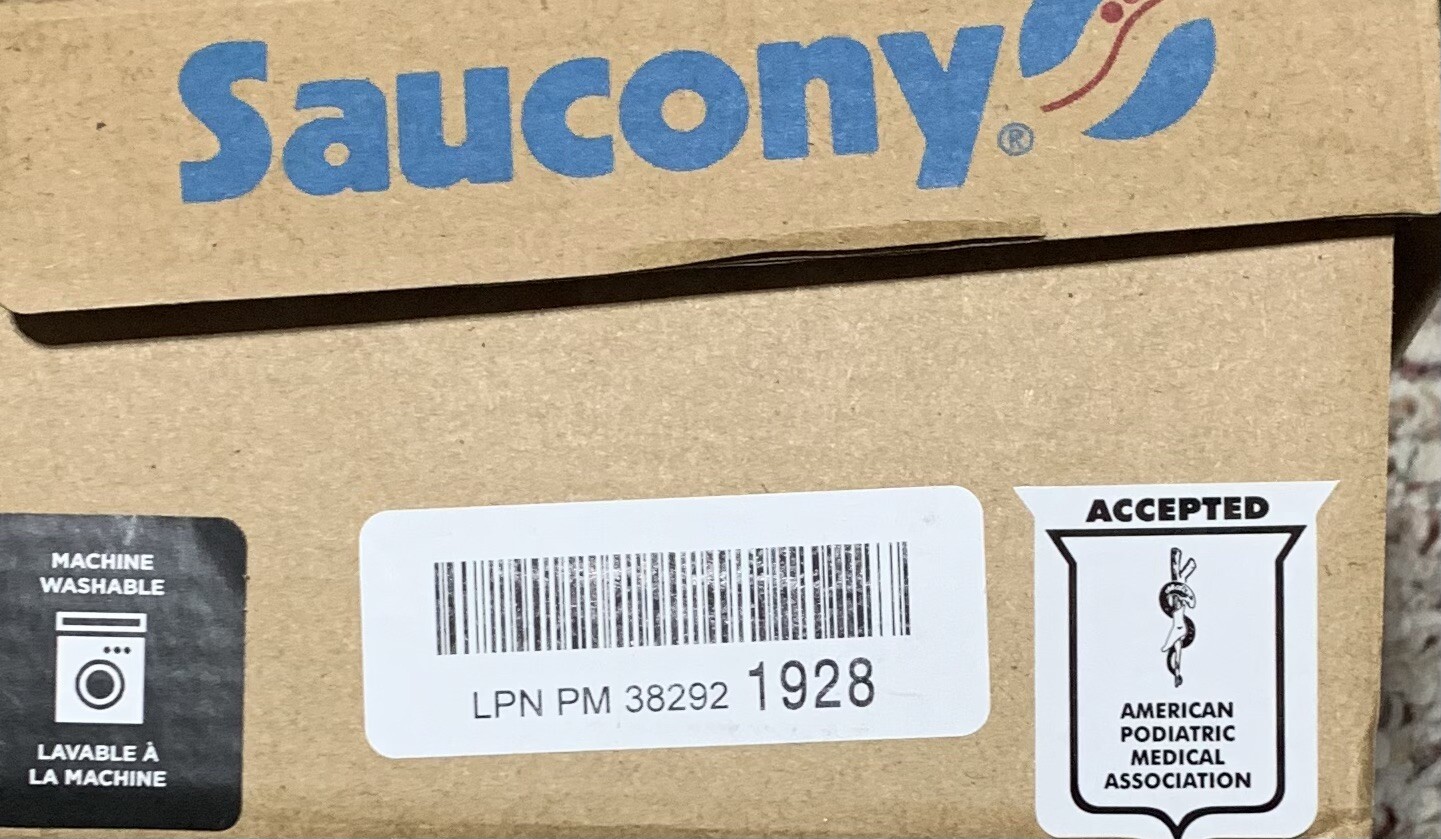 Saucony®
MACHINE
WASHABLE
LAVABLE À
LA MACHINE
LPN PM 38292 1928
ACCEPTED
AMERICAN
PODIATRIC
MEDICAL
ASSOCIATION